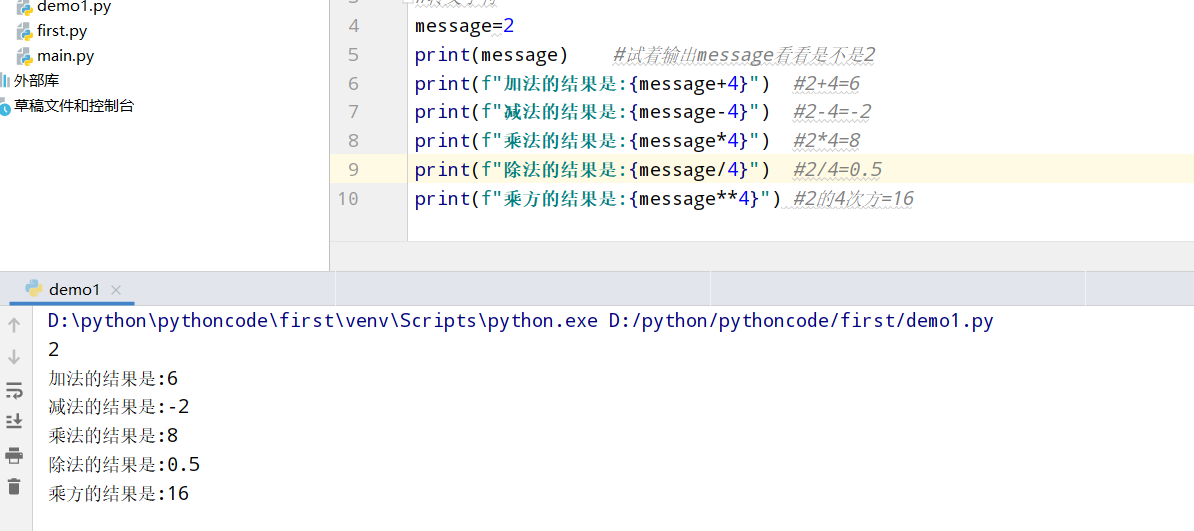 demo1.py
first.py
main.py
外部库
草稿文件和控制台
3 #转义字符
4 message=2
5 print(message) #试着输出message看看是不是2
6 print(f"加法的结果是:{message+4}") #2+4=6
7 print(f"减法的结果是:{message-4}") #2-4=-2
8 print(f"乘法的结果是:{message*4}") #2*4=8
9 print(f"除法的结果是:{message/4}") #2/4=0.5
10 print(f"乘方的结果是:{message**4}") #2的4次方=16
demo1
D:\python\pythoncode\first\venv\Scripts\python.exe D:/python/pythoncode/first/demo1.py
2
加法的结果是:6
减法的结果是:-2
乘法的结果是:8
除法的结果是:0.5
乘方的结果是:16